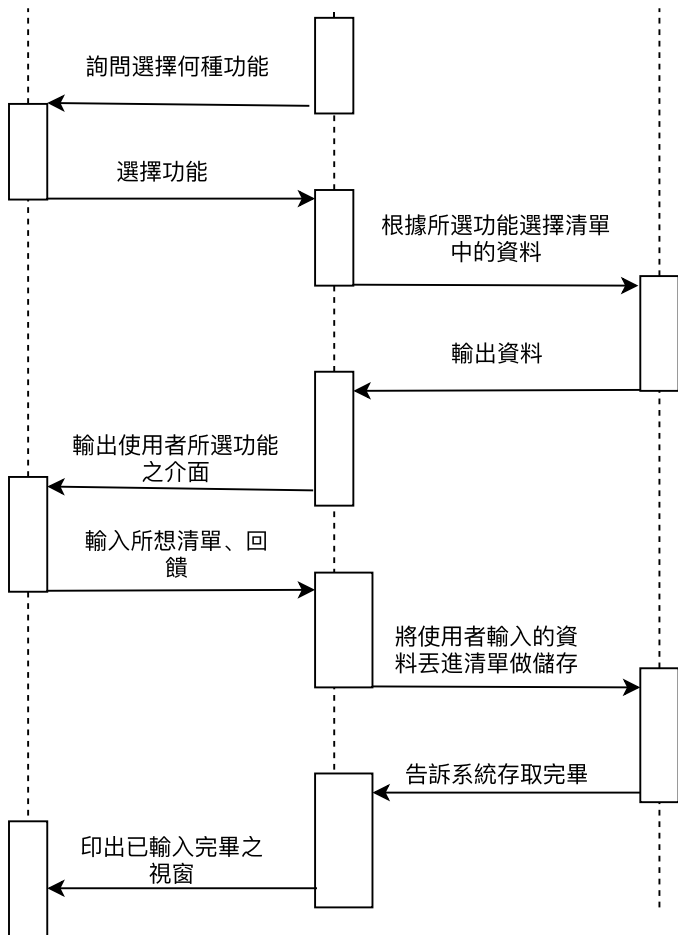 詢問選擇何種功能
選擇功能
根據所選功能選擇清單
中的資料
輸出資料
輸出使用者所選功能
之介面
輸入所想清單、回
饋
將使用者輸入的資
料丟進清單做儲存
告訴系統存取完畢
印出已輸入完畢之
視窗